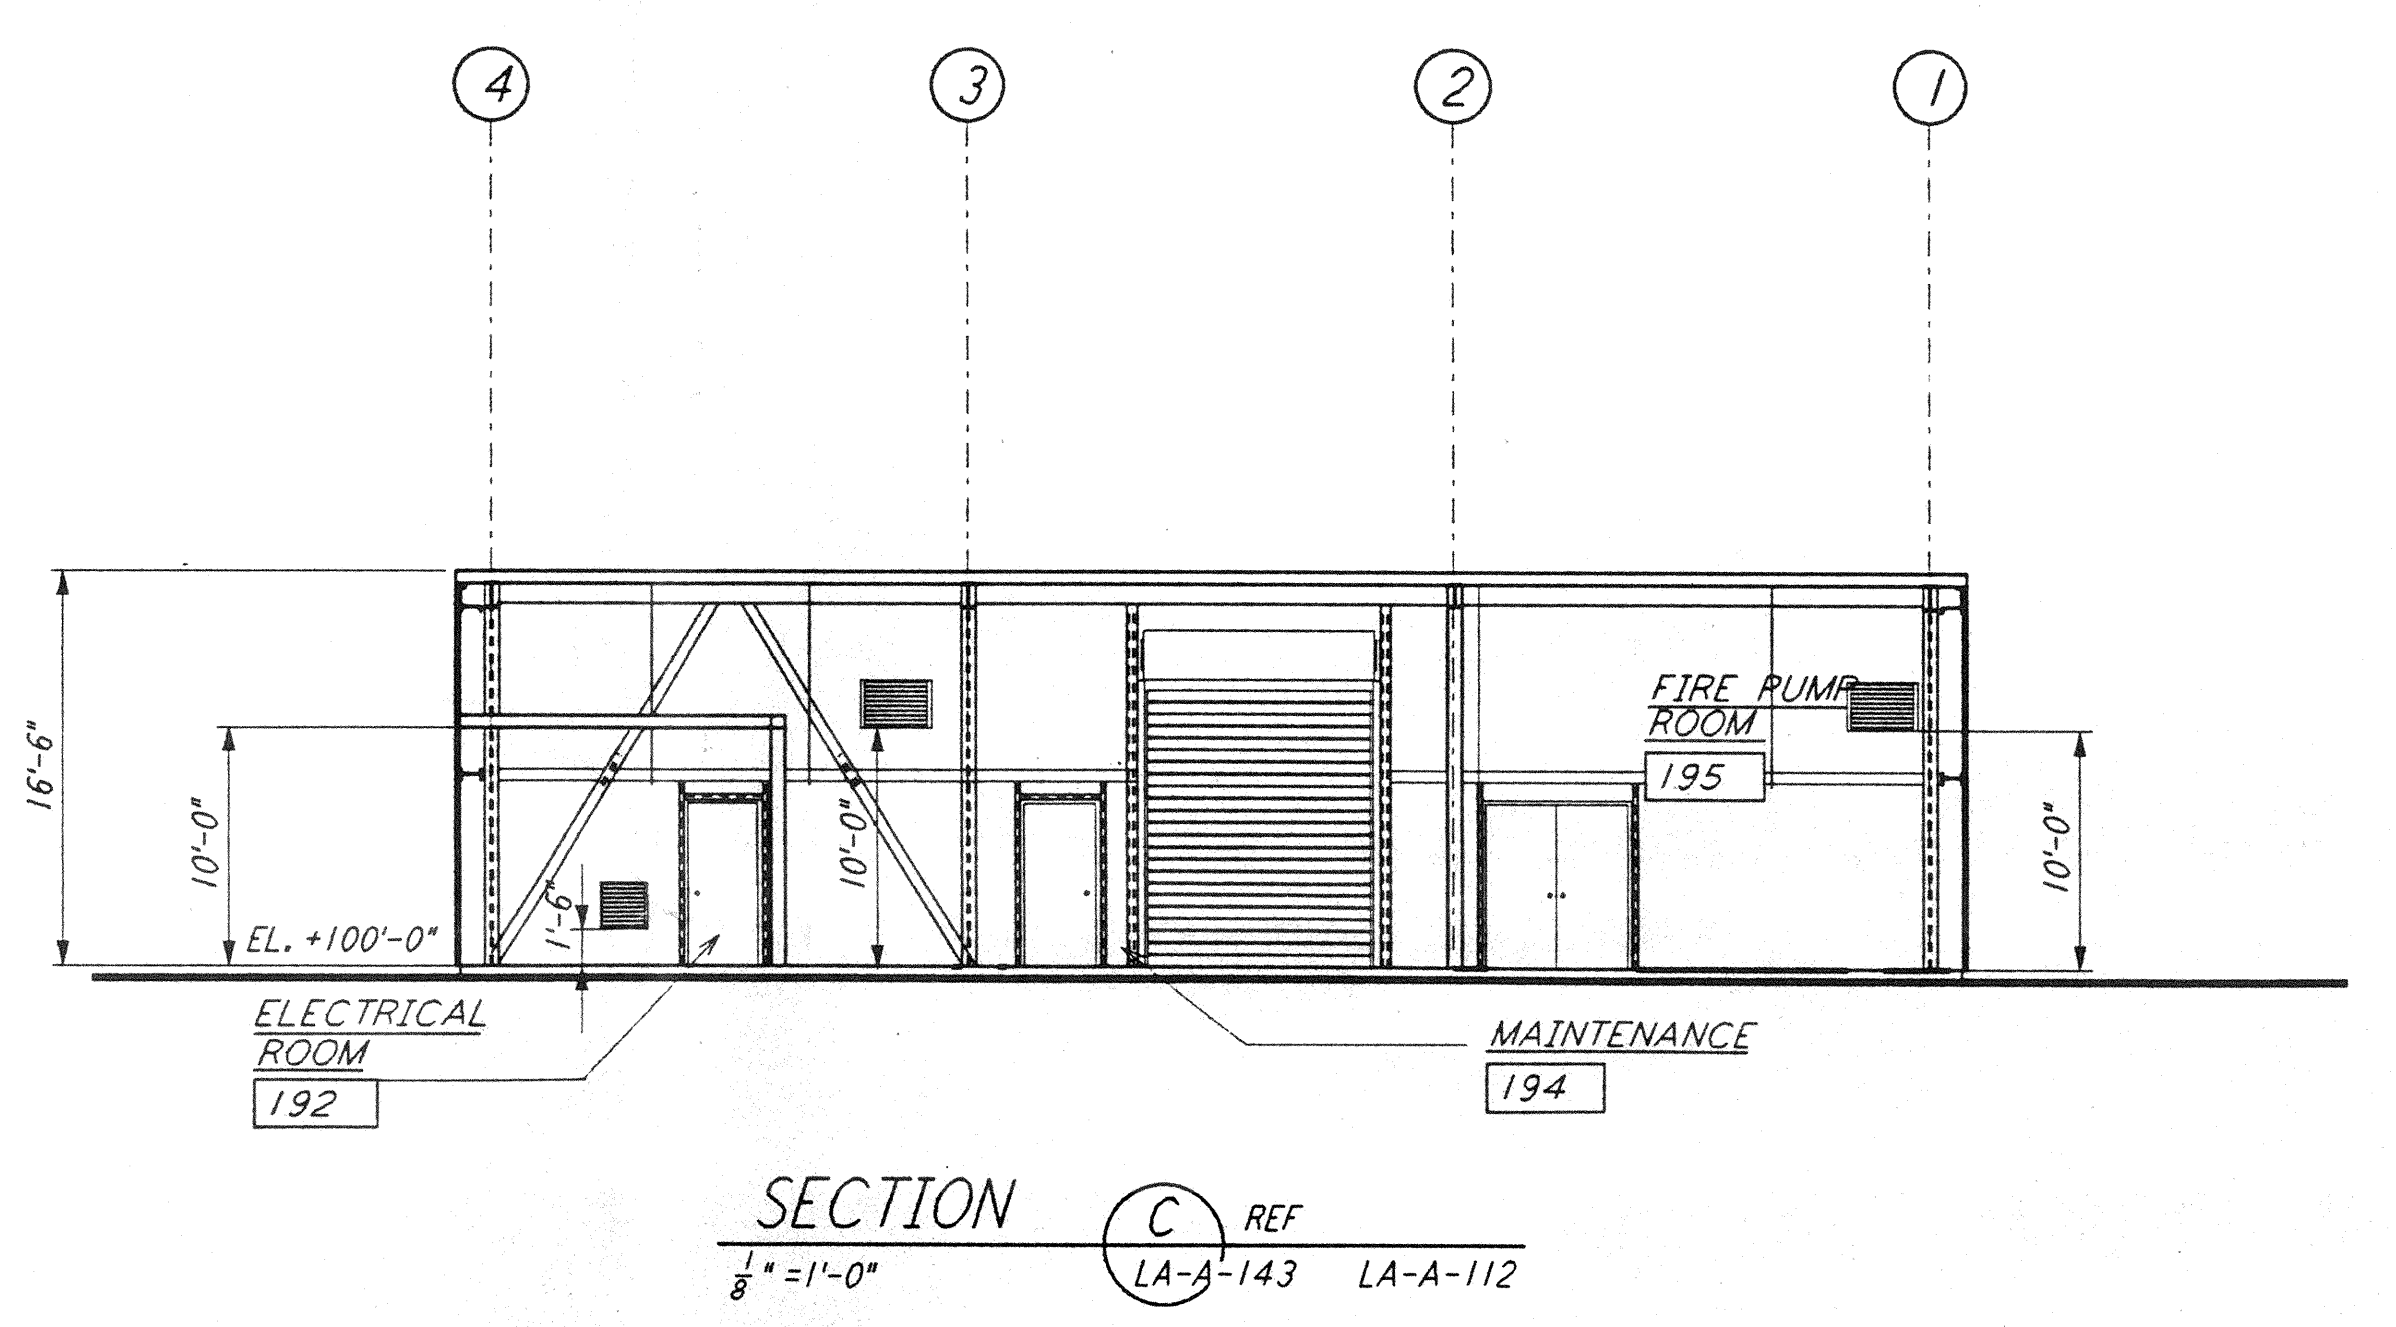 4
3
2
1
FIRE PUMP
ROOM
195
16'-6"
10'-0"
10'-0"
10'-0"
1'-6"
EL. +100'-0"
ELECTRICAL
ROOM
192
MAINTENANCE
194
SECTION
C
REF
1/8" =1'-0"
LA-A-143
LA-A-112